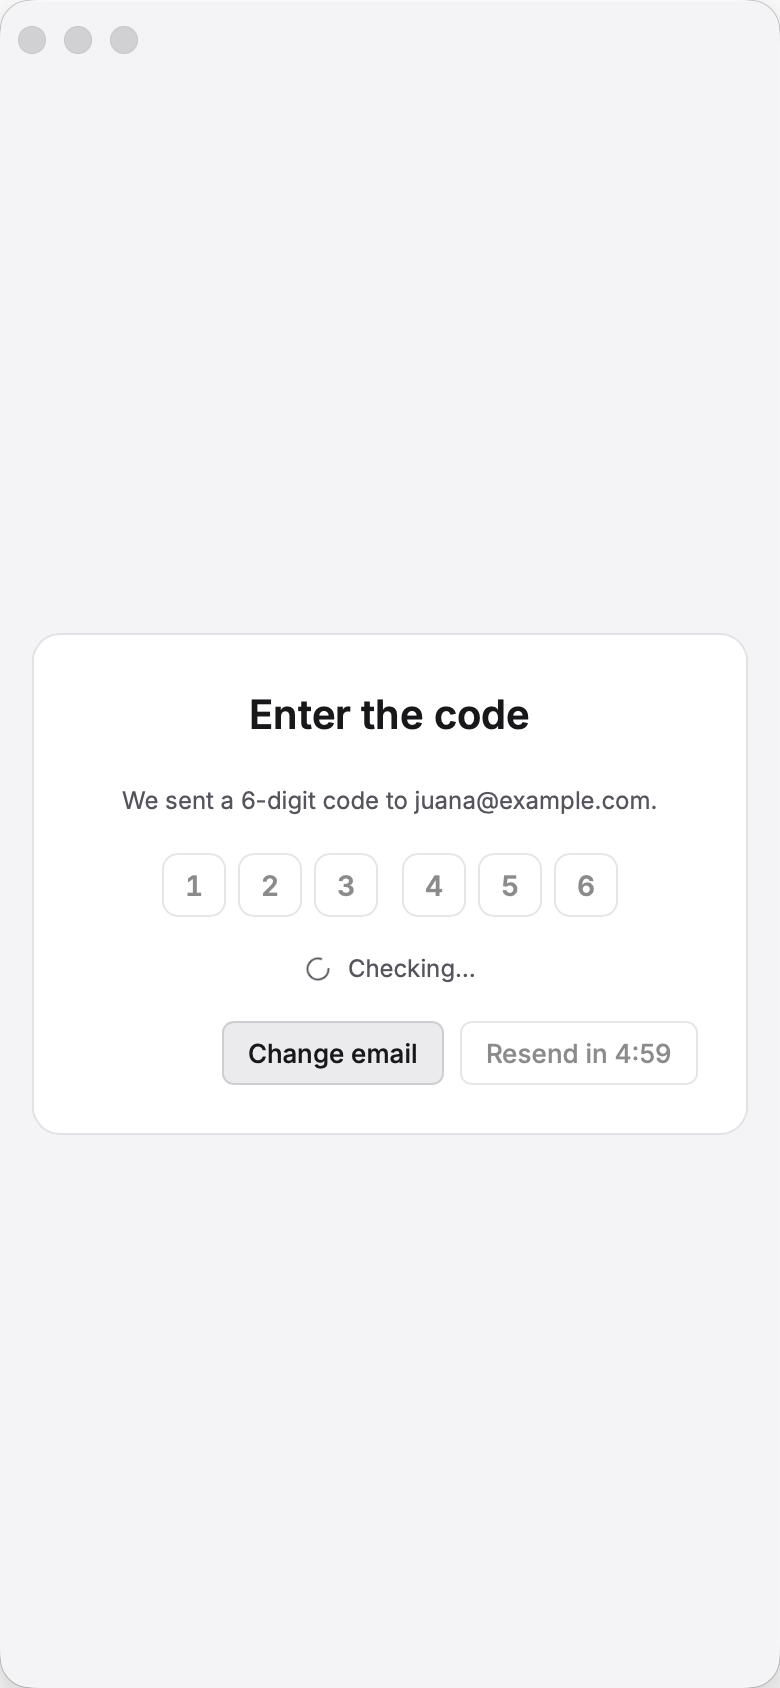 Enter the code
We sent a 6-digit code to juana@example.com.
1 2 3 4 5 6
Checking...
Change email Resend in 4:59